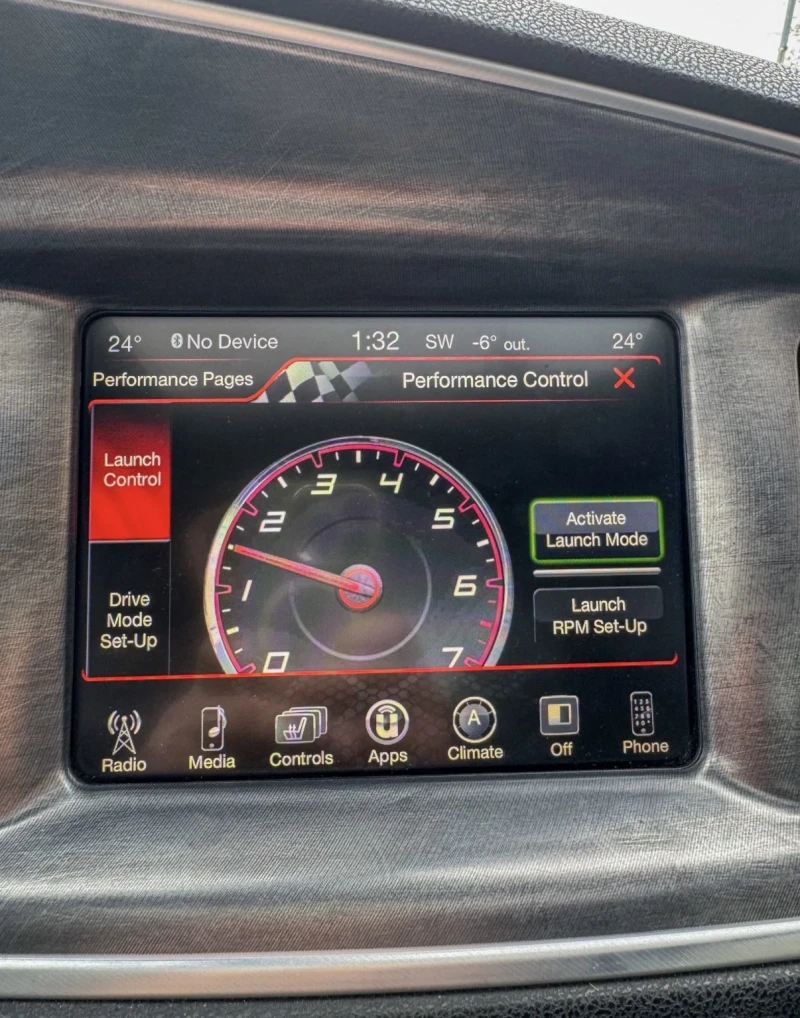 24° No Device 1:32 SW -6° out. 24°
Performance Pages Performance Control
Launch
Control
Drive
Mode
Set-Up
0
1
2
3
4
5
6
7
Activate
Launch Mode
Launch
RPM Set-Up
A
Radio Media Controls Apps Climate Off Phone